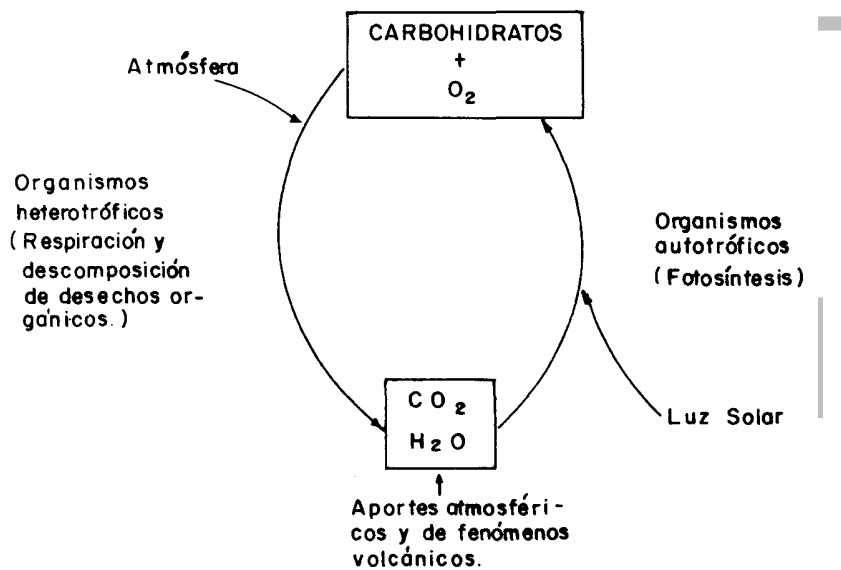 CARBOHIDRATOS
+
O₂
Atmósfera
Organismos
heterotróficos
(Respiración y
descomposición
de desechos or-
gánicos.)
Organismos
autotróficos
(Fotosíntesis)
CO₂
H₂O
Luz Solar
Aportes atmosféri-
cos y de fenómenos
volcánicos.